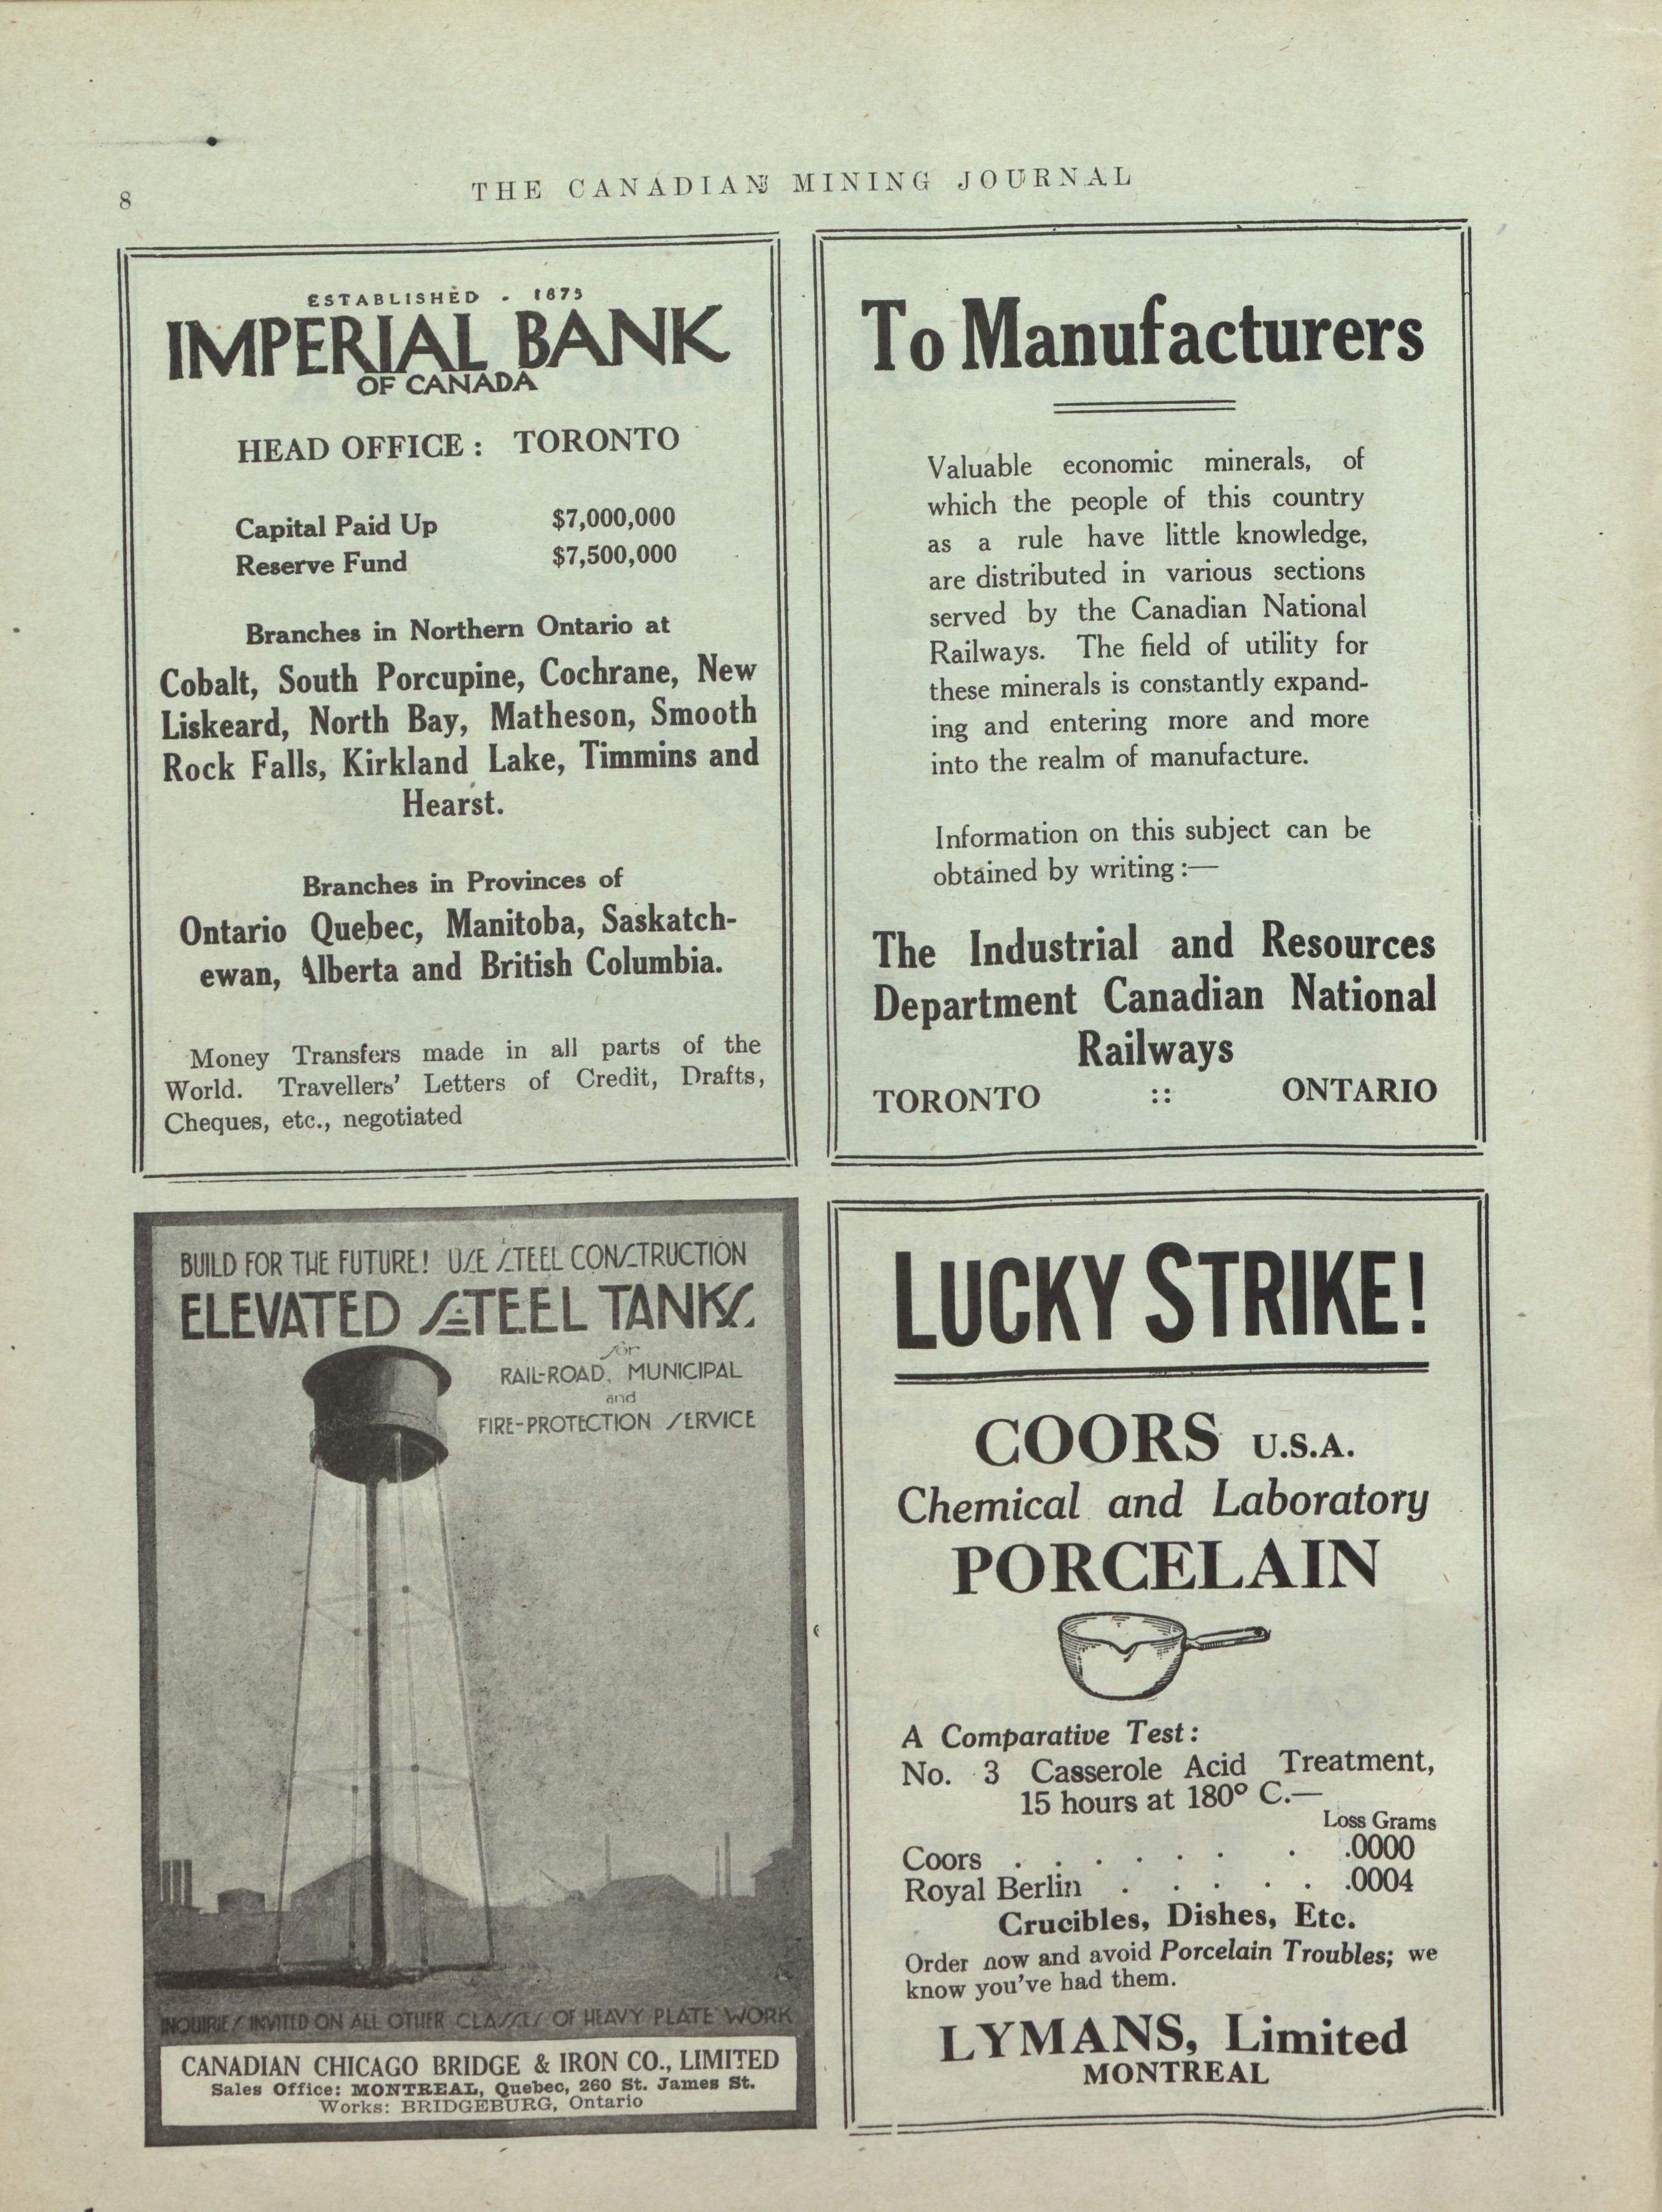 8
THE CANADIAN MINING JOURNAL
ESTABLISHED - 1875
IMPERIAL BANK
OF CANADA
HEAD OFFICE : TORONTO
Capital Paid Up $7,000,000
Reserve Fund $7,500,000
Branches in Northern Ontario at
Cobalt, South Porcupine, Cochrane, New
Liskeard, North Bay, Matheson, Smooth
Rock Falls, Kirkland Lake, Timmins and
Hearst.
Branches in Provinces of
Ontario Quebec, Manitoba, Saskatch-
ewan, Alberta and British Columbia.
Money Transfers made in all parts of the
World. Travellers' Letters of Credit, Drafts,
Cheques, etc., negotiated
To Manufacturers
Valuable economic minerals, of
which the people of this country
as a rule have little knowledge,
are distributed in various sections
served by the Canadian National
Railways. The field of utility for
these minerals is constantly expand-
ing and entering more and more
into the realm of manufacture.
Information on this subject can be
obtained by writing :—
The Industrial and Resources
Department Canadian National
Railways
TORONTO :: ONTARIO
BUILD FOR THE FUTURE! USE STEEL CONSTRUCTION
ELEVATED STEEL TANKS.
for
RAIL-ROAD, MUNICIPAL
and
FIRE-PROTECTION SERVICE
INQUIRIES INVITED ON ALL OTHER CLASSES OF HEAVY PLATE WORK
CANADIAN CHICAGO BRIDGE & IRON CO., LIMITED
Sales Office: MONTREAL, Quebec, 260 St. James St.
Works: BRIDGEBURG, Ontario
LUCKY STRIKE!
COORS U.S.A.
Chemical and Laboratory
PORCELAIN
A Comparative Test:
No. 3 Casserole Acid Treatment,
15 hours at 180° C.—
Loss Grams
Coors . . . . . . . .0000
Royal Berlin . . . . . .0004
Crucibles, Dishes, Etc.
Order now and avoid Porcelain Troubles; we
know you've had them.
LYMANS, Limited
MONTREAL